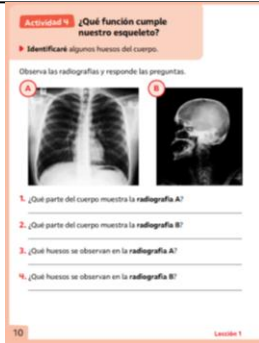 Actividad 4
¿Qué función cumple
nuestro esqueleto?
Identificaré algunos huesos del cuerpo.
Observa las radiografías y responde las preguntas.
A
B
1. ¿Qué parte del cuerpo muestra la radiografía A?
2. ¿Qué parte del cuerpo muestra la radiografía B?
3. ¿Qué huesos se observan en la radiografía A?
4. ¿Qué huesos se observan en la radiografía B?
10
Lección 1